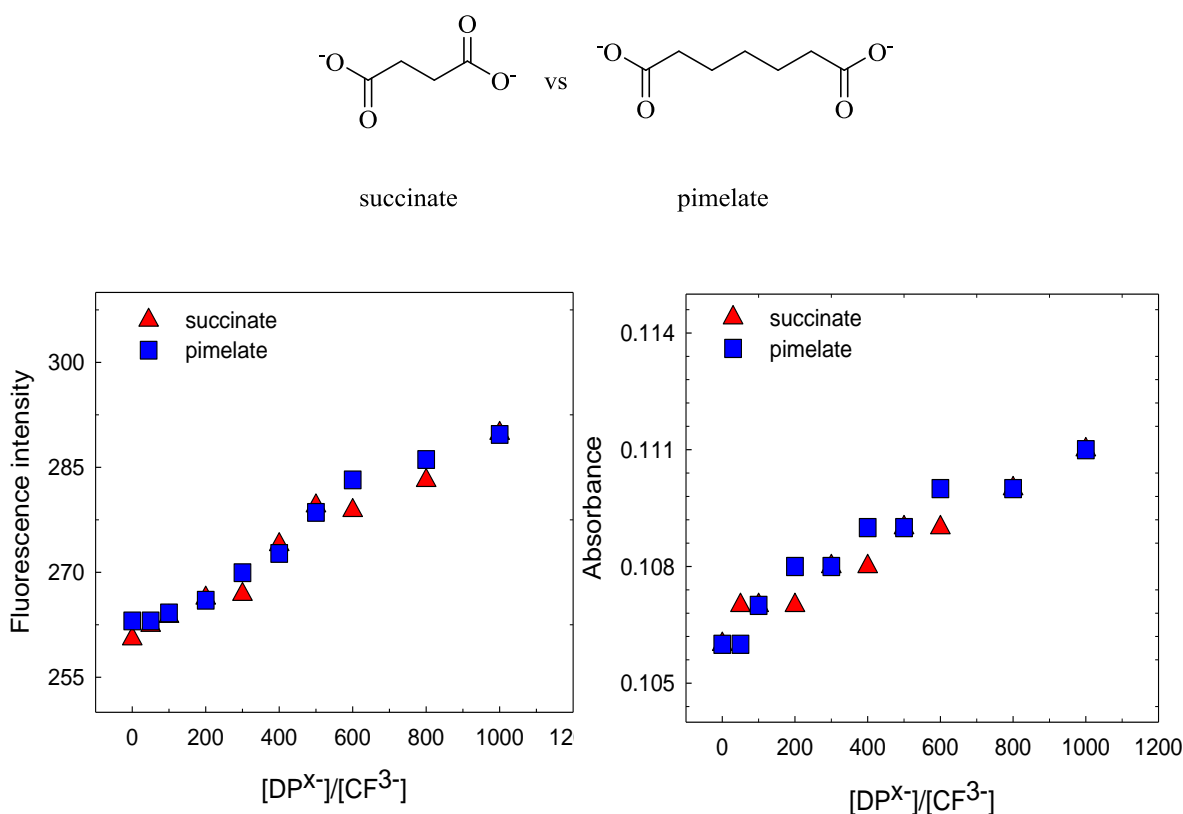 O
⁻O
O⁻
O
vs
⁻O
O⁻
O
O
succinate
pimelate
succinate
pimelate
300
285
270
255
Fluorescence intensity
0 200 400 600 800 1000 12
[DPˣ⁻]/[CF³⁻]
succinate
pimelate
0.114
0.111
0.108
0.105
Absorbance
0 200 400 600 800 1000 1200
[DPˣ⁻]/[CF³⁻]